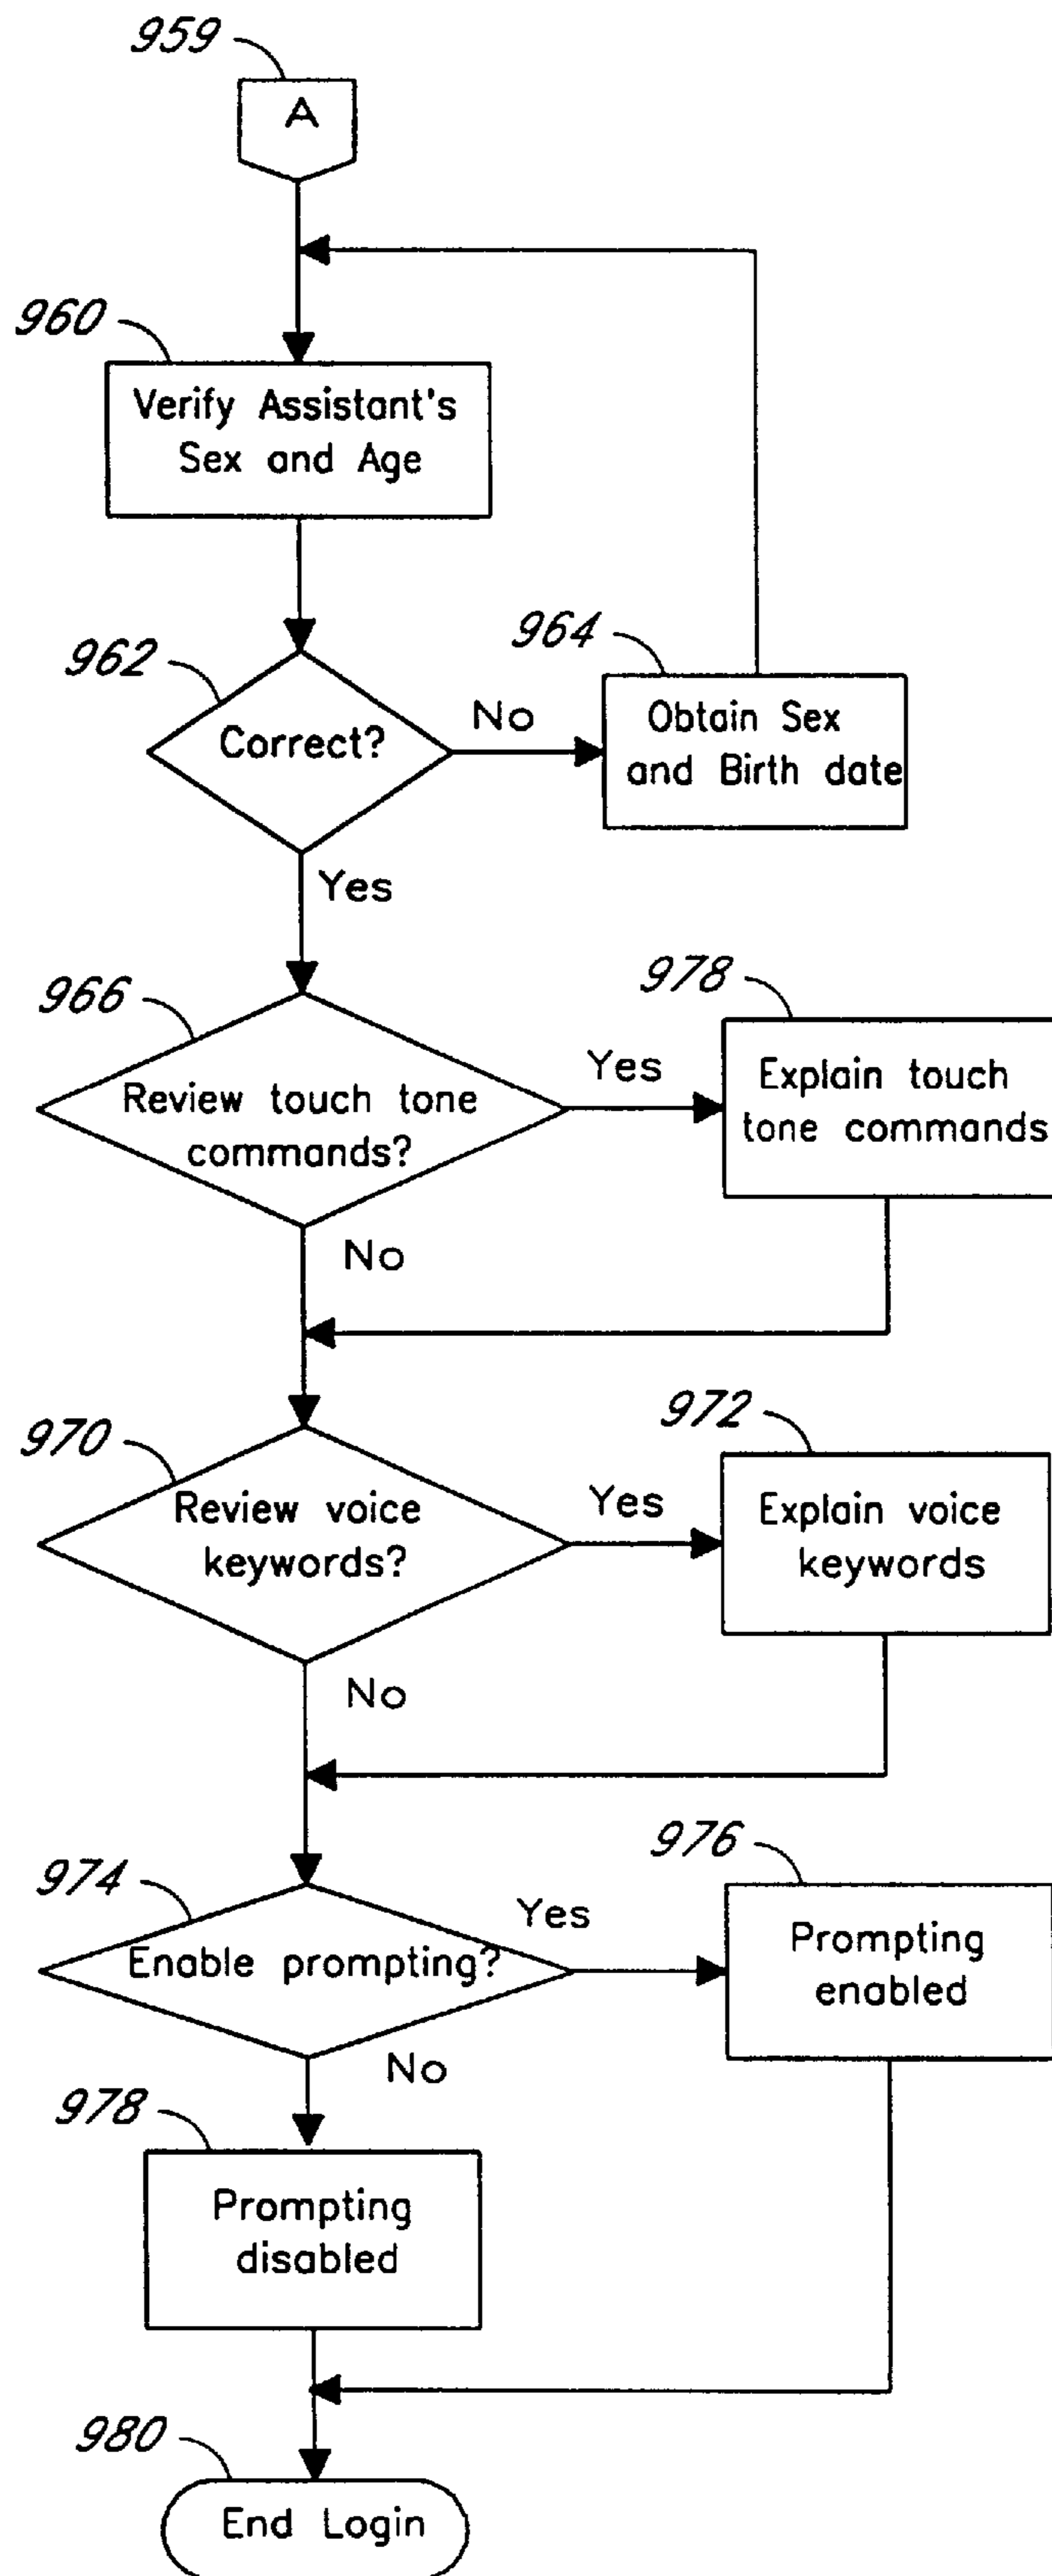 959
A
960
Verify Assistant's
Sex and Age
962
Correct?
No
964
Obtain Sex
and Birth date
Yes
966
Review touch tone
commands?
Yes
978
Explain touch
tone commands
No
970
Review voice
keywords?
Yes
972
Explain voice
keywords
No
974
Enable prompting?
Yes
976
Prompting
enabled
No
978
Prompting
disabled
980
End Login